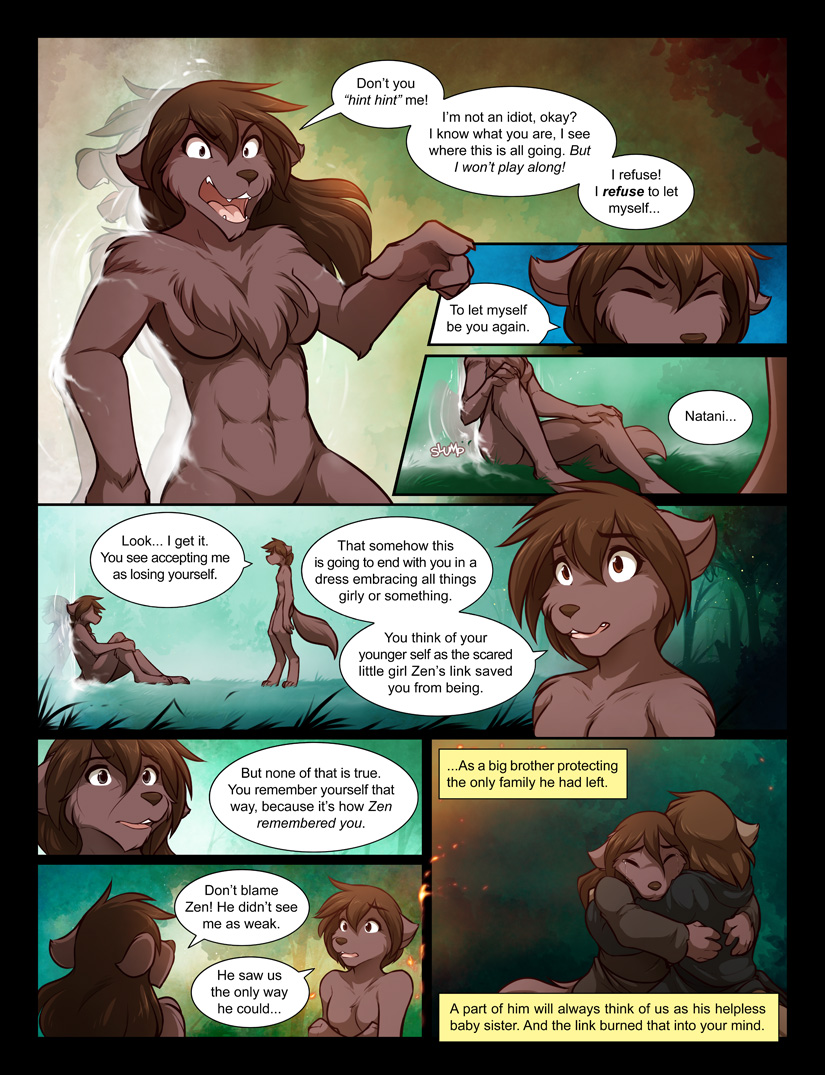 Don't you
"hint hint" me!
I'm not an idiot, okay?
I know what you are, I see
where this is all going. But
I won't play along!
I refuse!
I refuse to let
myself...
To let myself
be you again.
SLUMP
Natani...
Look... I get it.
You see accepting me
as losing yourself.
That somehow this
is going to end with you in a
dress embracing all things
girly or something.
You think of your
younger self as the scared
little girl Zen's link saved
you from being.
But none of that is true.
You remember yourself that
way, because it's how Zen
remembered you.
Don't blame
Zen! He didn't see
me as weak.
He saw us
the only way
he could...
...As a big brother protecting
the only family he had left.
A part of him will always think of us as his helpless
baby sister. And the link burned that into your mind.